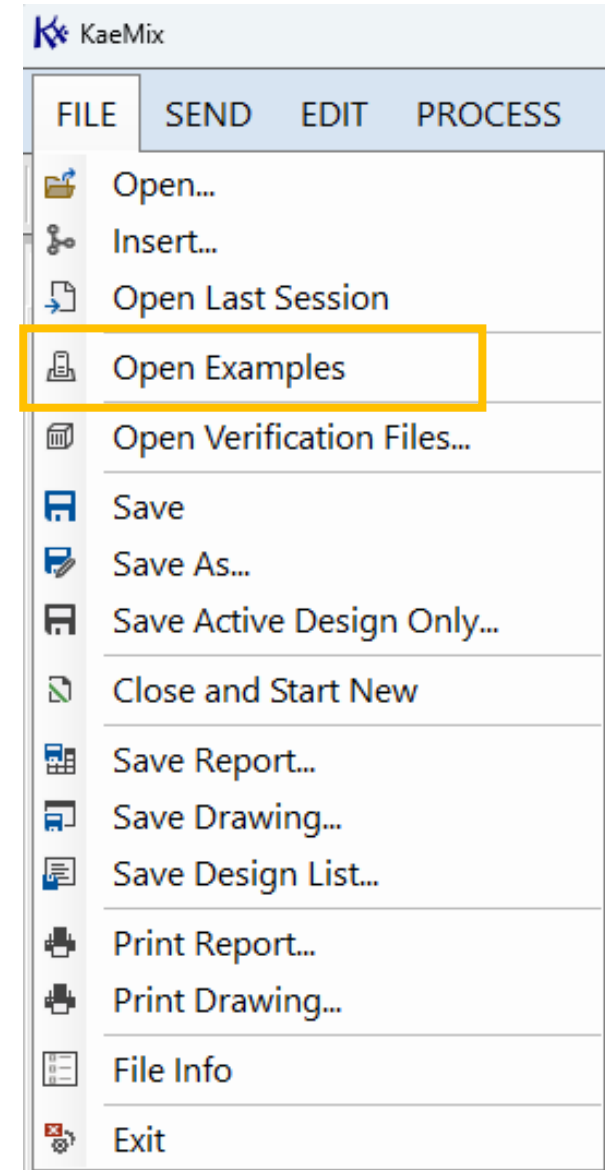 KaeMix
FILE SEND EDIT PROCESS
Open...
Insert...
Open Last Session
Open Examples
Open Verification Files...
Save
Save As...
Save Active Design Only...
Close and Start New
Save Report...
Save Drawing...
Save Design List...
Print Report...
Print Drawing...
File Info
Exit